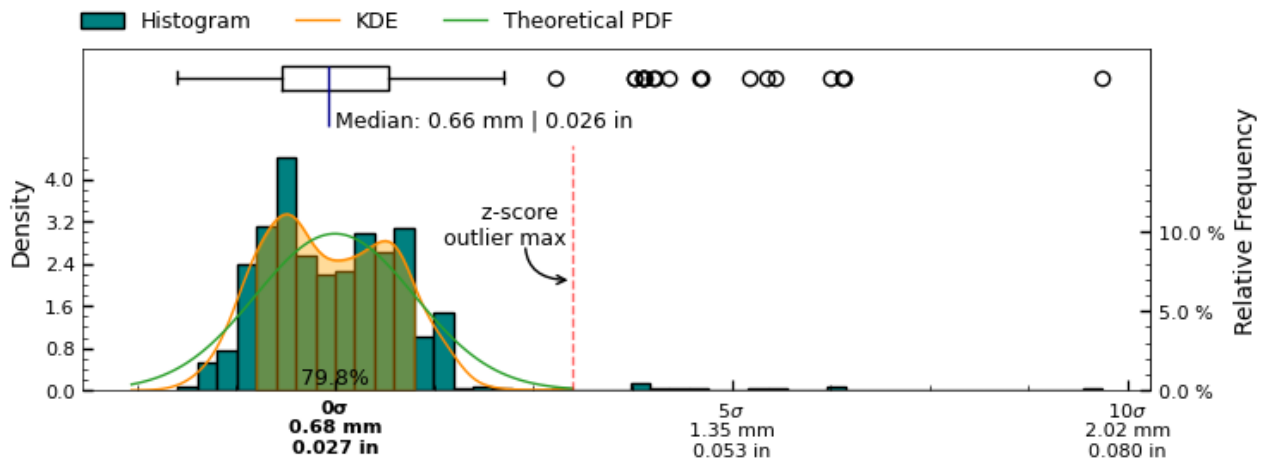 Histogram KDE Theoretical PDF
Median: 0.66 mm | 0.026 in
Density
4.0
3.2
2.4
1.6
0.8
0.0
z-score
outlier max
79.8%
Relative Frequency
10.0 %
5.0 %
0.0 %
0σ 5σ 10σ
0.68 mm 1.35 mm 2.02 mm
0.027 in 0.053 in 0.080 in